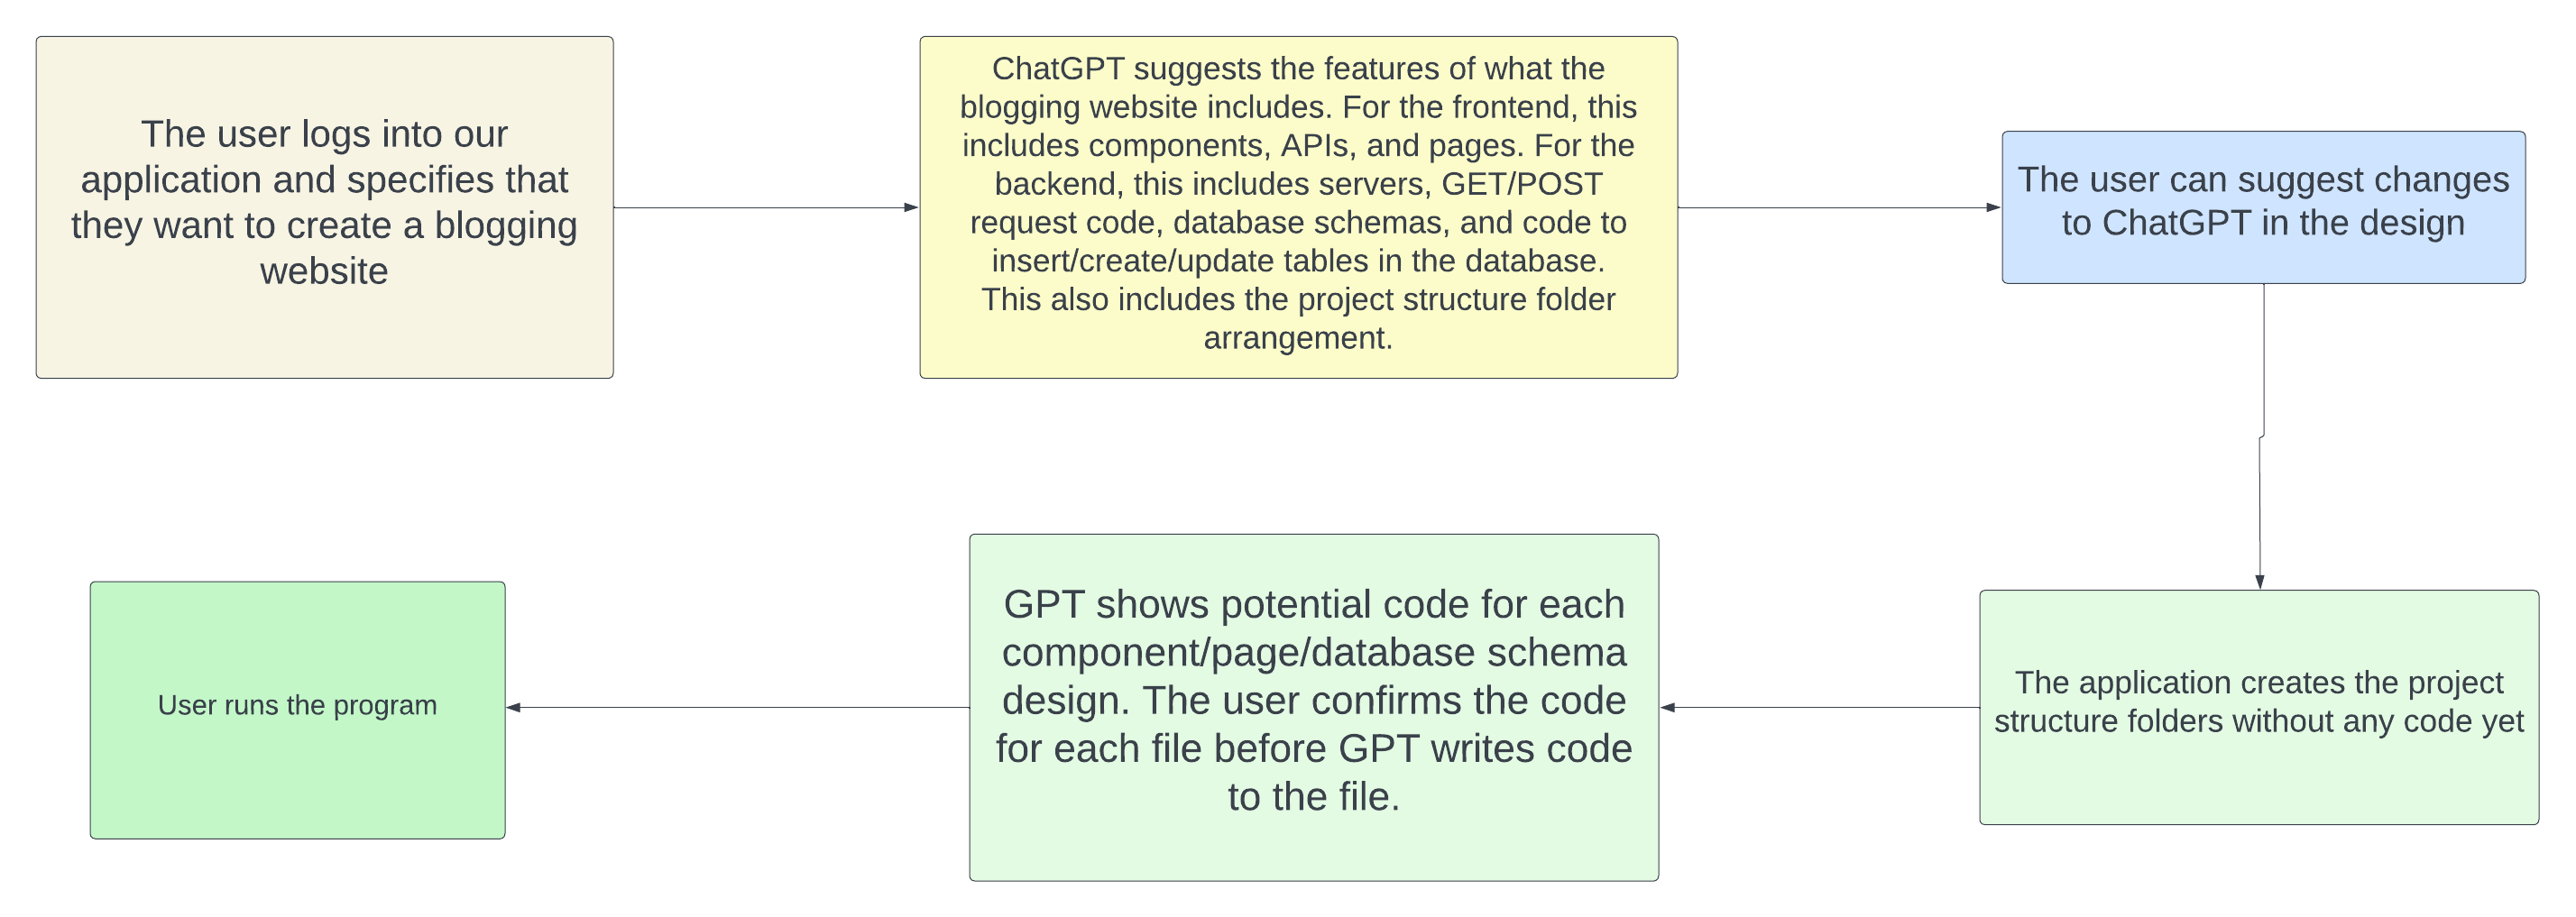 The user logs into our
application and specifies that
they want to create a blogging
website
ChatGPT suggests the features of what the
blogging website includes. For the frontend, this
includes components, APIs, and pages. For the
backend, this includes servers, GET/POST
request code, database schemas, and code to
insert/create/update tables in the database.
This also includes the project structure folder
arrangement.
The user can suggest changes
to ChatGPT in the design
The application creates the project
structure folders without any code yet
GPT shows potential code for each
component/page/database schema
design. The user confirms the code
for each file before GPT writes code
to the file.
User runs the program